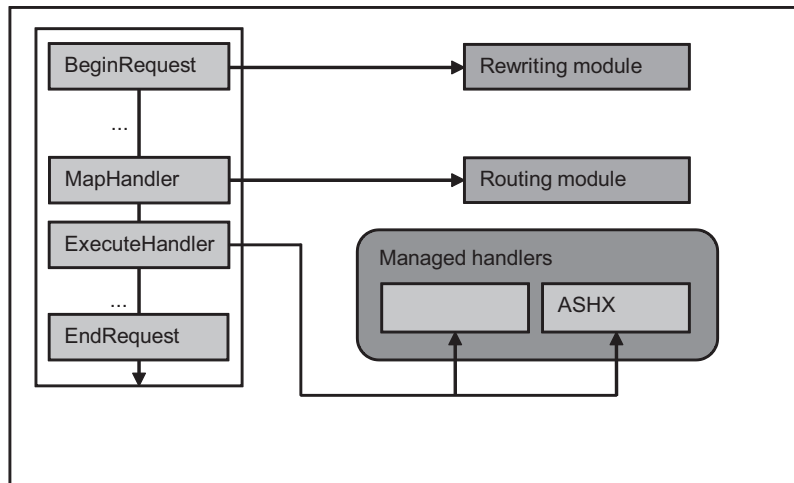 BeginRequest
Rewriting module
...
MapHandler
Routing module
ExecuteHandler
Managed handlers
ASHX
...
EndRequest